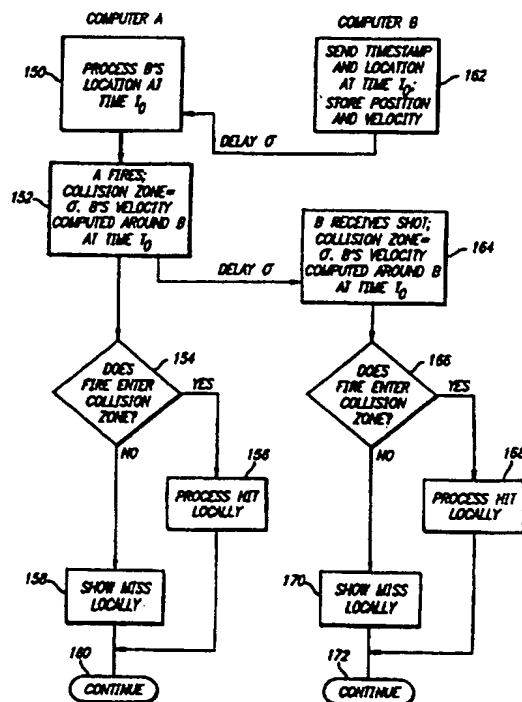 COMPUTER A
COMPUTER B
150
PROCESS B'S
LOCATION AT
TIME T0
SEND TIMESTAMP
AND LOCATION
AT TIME T0;
STORE POSITION
AND VELOCITY
162
DELAY σ
152
A FIRES;
COLLISION ZONE=
σ. B'S VELOCITY
COMPUTED AROUND B
AT TIME T0
DELAY σ
B RECEIVES SHOT;
COLLISION ZONE=
σ. B'S VELOCITY
COMPUTED AROUND B
AT TIME T0
164
154
DOES
FIRE ENTER
COLLISION
ZONE?
YES
NO
156
PROCESS HIT
LOCALLY
158
SHOW MISS
LOCALLY
160
CONTINUE
166
DOES
FIRE ENTER
COLLISION
ZONE?
YES
NO
168
PROCESS HIT
LOCALLY
170
SHOW MISS
LOCALLY
172
CONTINUE